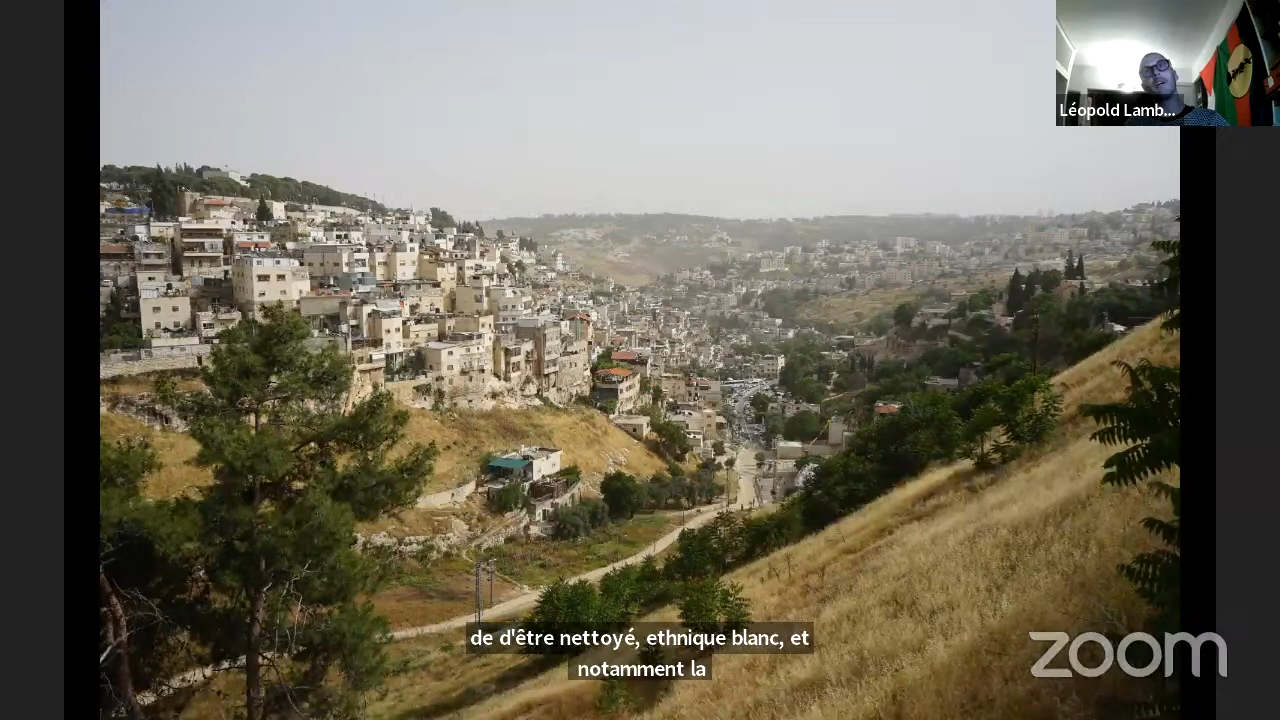 Léopold Lamb...
de d'être nettoyé, ethnique blanc, et
notamment la
zoom